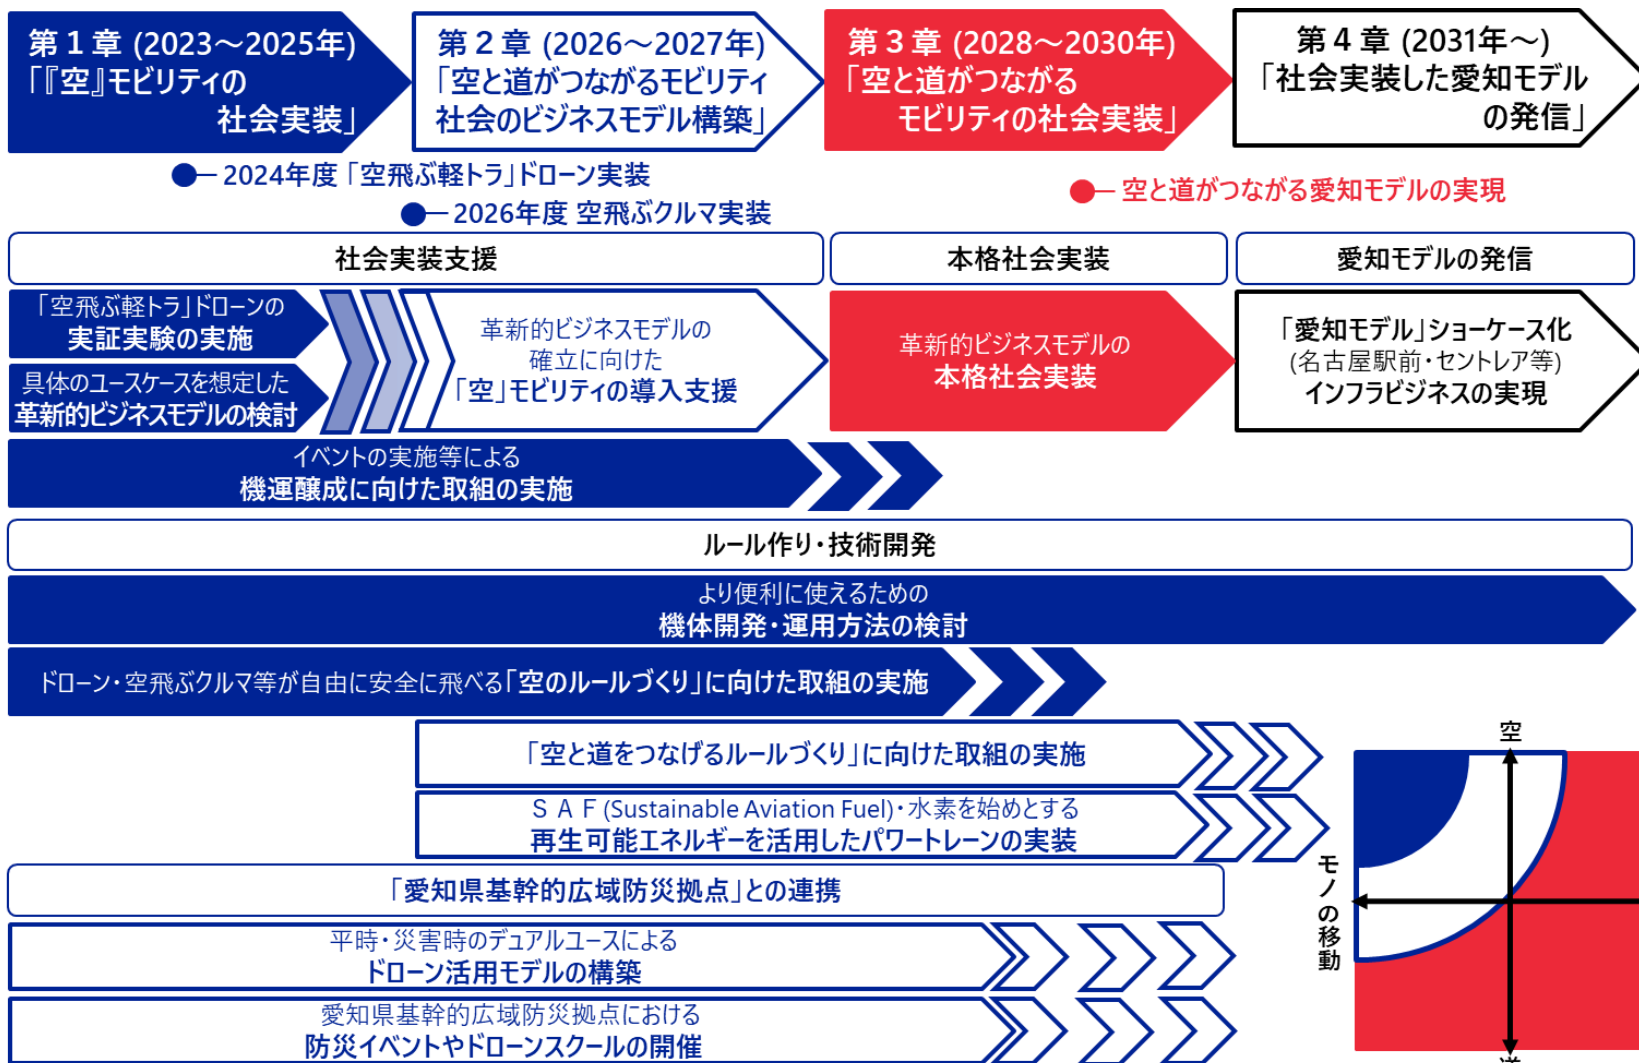 第１章 (2023～2025年)
「『空』モビリティの
社会実装」
第２章 (2026～2027年)
「空と道がつながるモビリティ
社会のビジネスモデル構築」
第３章 (2028～2030年)
「空と道がつながる
モビリティの社会実装」
第４章 (2031年～)
「社会実装した愛知モデル
の発信」
2024年度 「空飛ぶ軽トラ」ドローン実装
2026年度 空飛ぶクルマ実装
空と道がつながる愛知モデルの実現
社会実装支援
本格社会実装
愛知モデルの発信
「空飛ぶ軽トラ」ドローンの
実証実験の実施
具体のユースケースを想定した
革新的ビジネスモデルの検討
革新的ビジネスモデルの
確立に向けた
「空」モビリティの導入支援
革新的ビジネスモデルの
本格社会実装
「愛知モデル」ショーケース化
(名古屋駅前・セントレア等)
インフラビジネスの実現
イベントの実施等による
機運醸成に向けた取組の実施
ルール作り・技術開発
より便利に使えるための
機体開発・運用方法の検討
ドローン・空飛ぶクルマ等が自由に安全に飛べる「空のルールづくり」に向けた取組の実施
「空と道をつなげるルールづくり」に向けた取組の実施
ＳＡＦ(Sustainable Aviation Fuel)・水素を始めとする
再生可能エネルギーを活用したパワートレーンの実装
「愛知県基幹的広域防災拠点」との連携
平時・災害時のデュアルユースによる
ドローン活用モデルの構築
愛知県基幹的広域防災拠点における
防災イベントやドローンスクールの開催
空
モノの移動